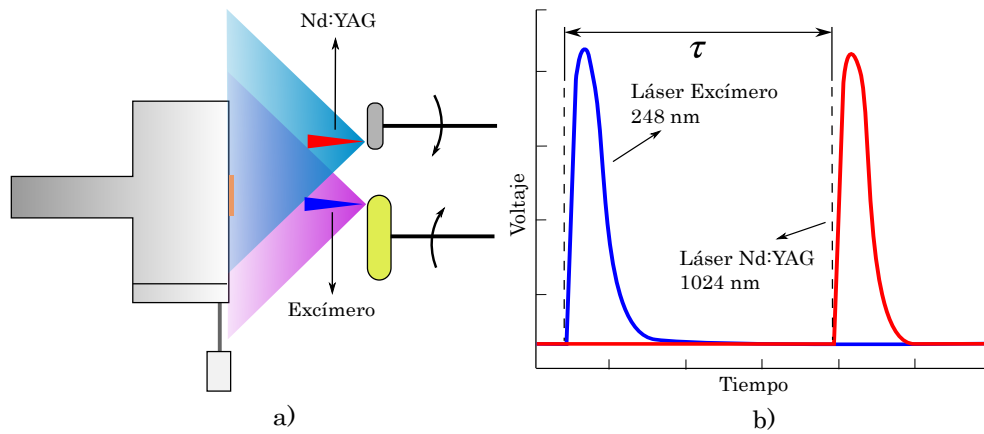 Nd:YAG
Excímero
a)
τ
Láser Excímero
248 nm
Láser Nd:YAG
1024 nm
Voltaje
Tiempo
b)